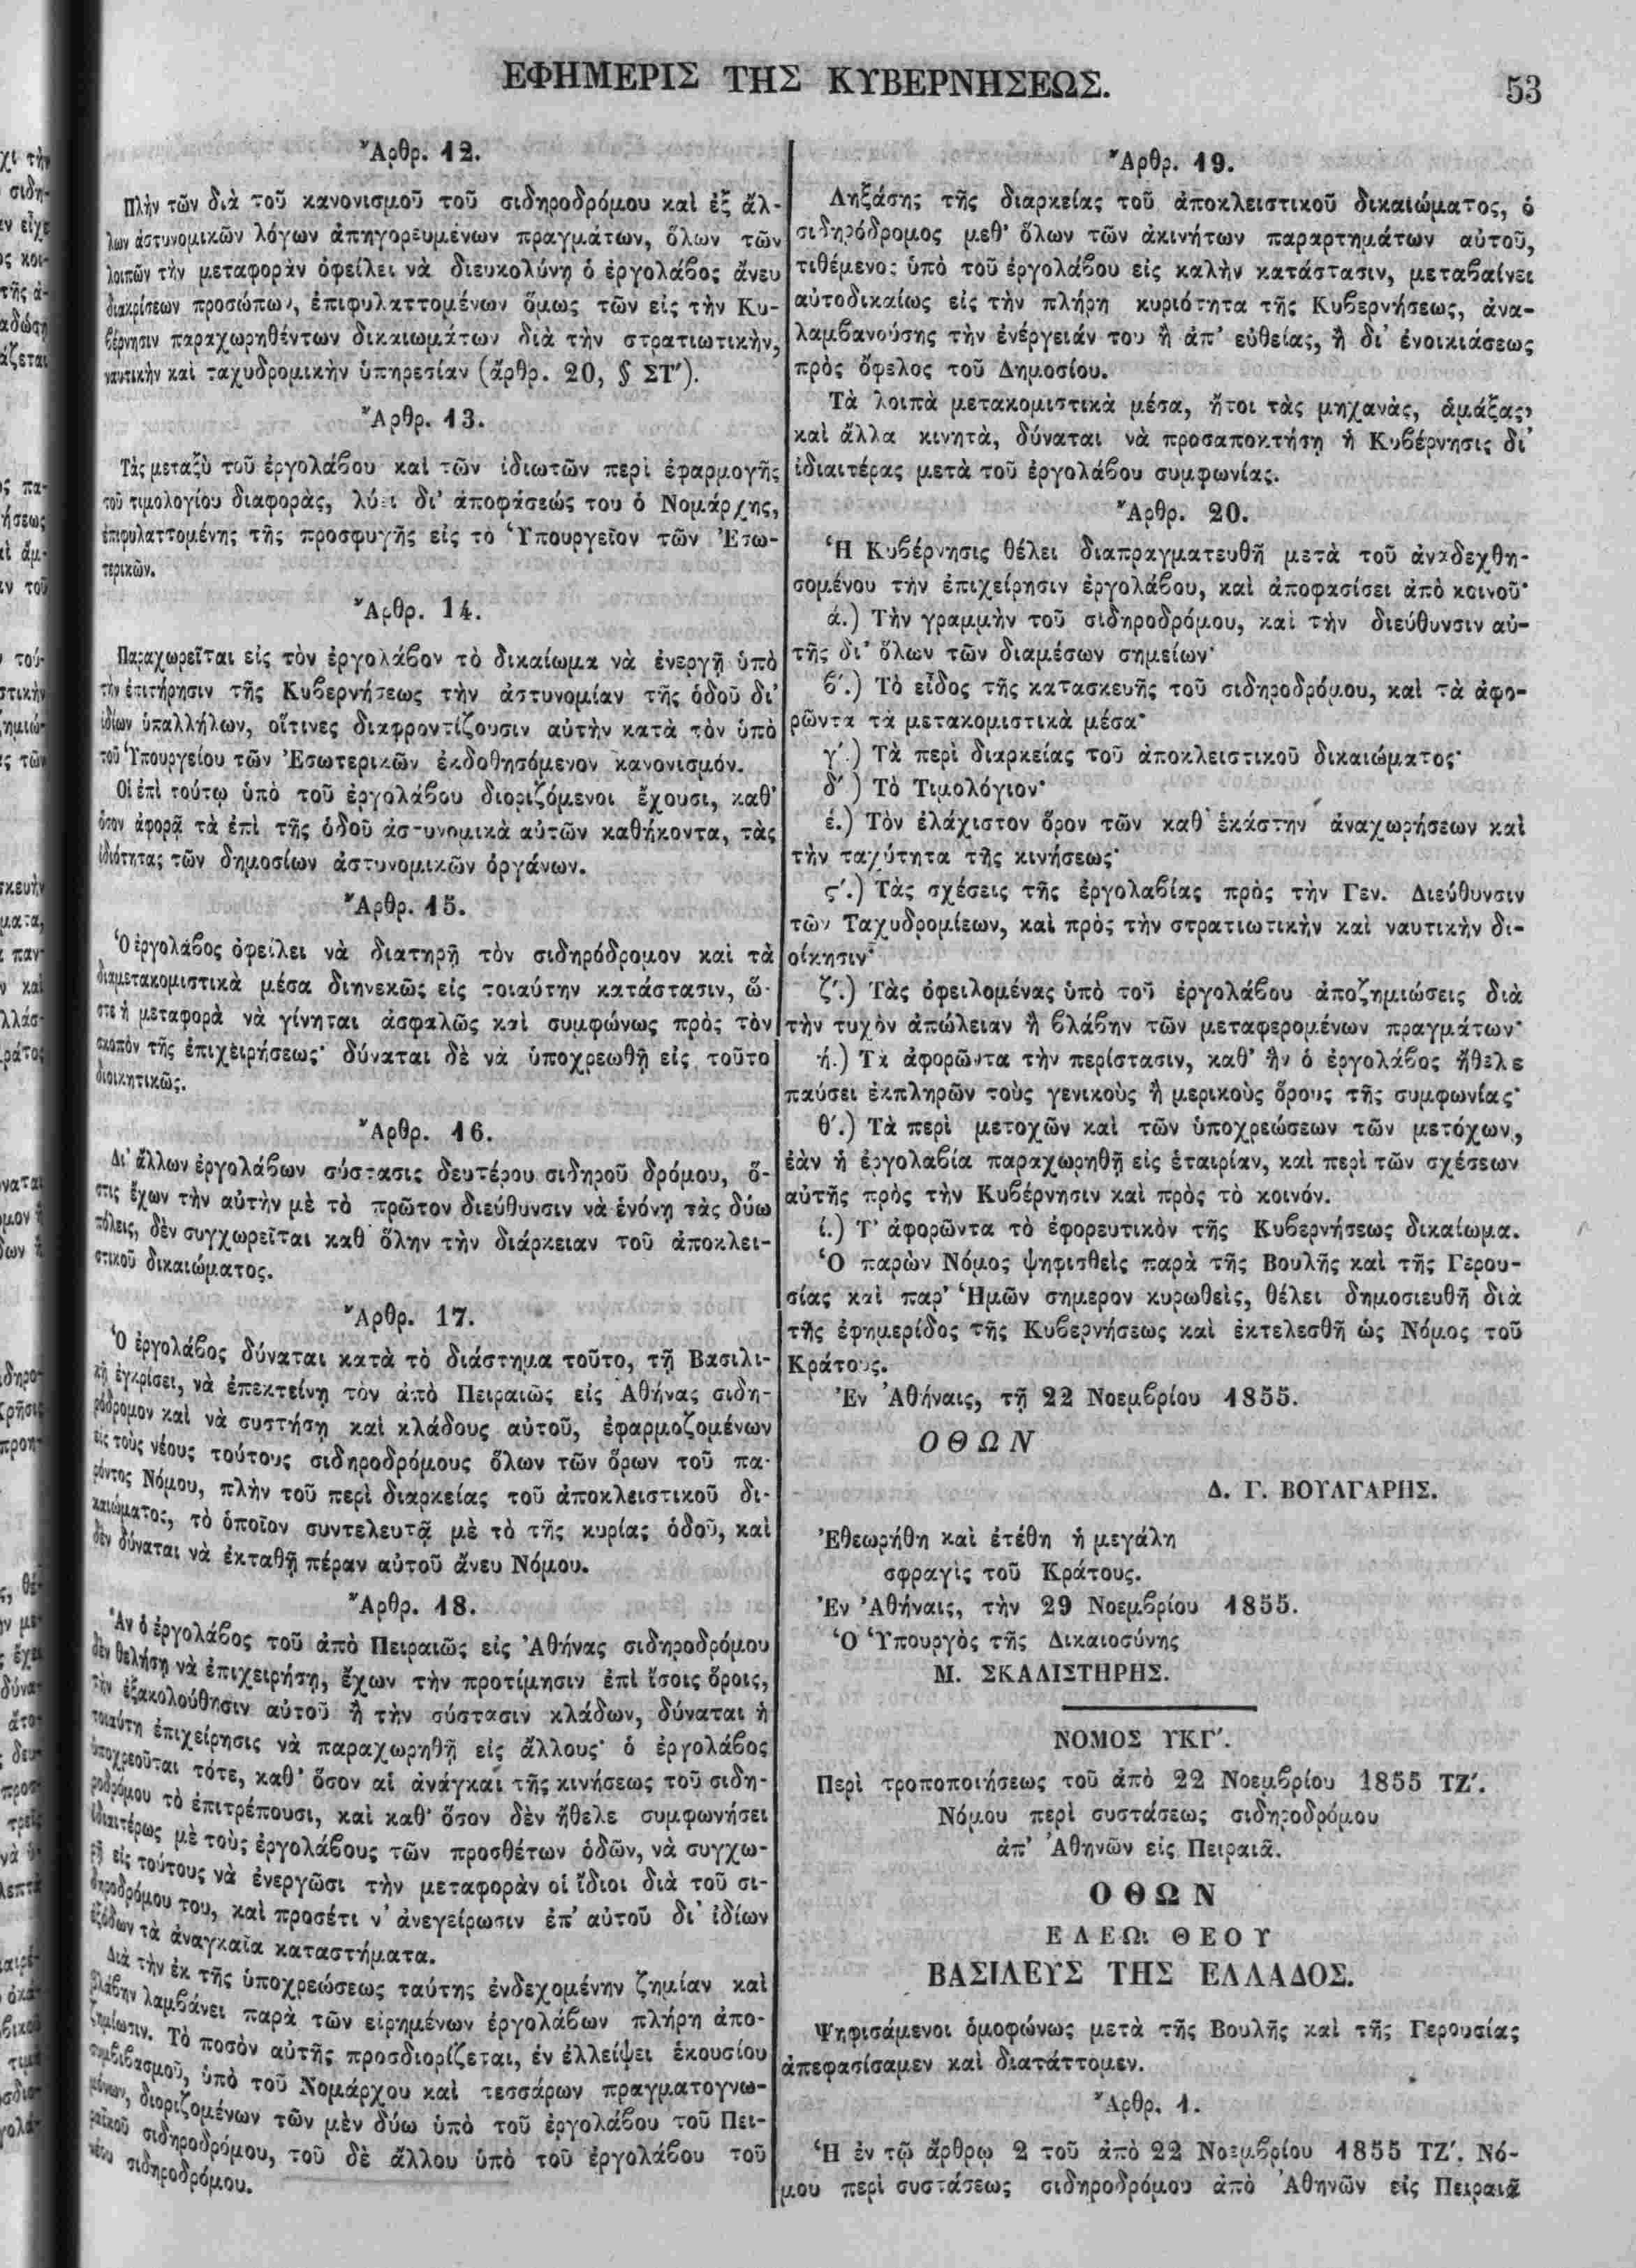 ΕΦΗΜΕΡΙΣ ΤΗΣ ΚΥΒΕΡΝΗΣΕΩΣ.
53
Ἄρθρ. 12.
Πλὴν τῶν διὰ τοῦ κανονισμοῦ τοῦ σιδηροδρόμου καὶ ἐξ ἄλ-
λων ἀστυνομικῶν λόγων ἀπηγορευμένων πραγμάτων, ὅλων τῶν
λοιπῶν τὴν μεταφορὰν ὀφείλει νὰ διευκολύνῃ ὁ ἐργολάβος ἄνευ
διακρίσεων προσώπων, ἐπιφυλαττομένων ὅμως τῶν εἰς τὴν Κυ-
βέρνησιν παραχωρηθέντων δικαιωμάτων διὰ τὴν στρατιωτικὴν,
ναυτικὴν καὶ ταχυδρομικὴν ὑπηρεσίαν (ἄρθρ. 20, § ΣΤ').
Ἄρθρ. 13.
Τὰς μεταξὺ τοῦ ἐργολάβου καὶ τῶν ἰδιωτῶν περὶ ἐφαρμογῆς
τοῦ τιμολογίου διαφορὰς, λύει δι' ἀποφάσεώς του ὁ Νομάρχης,
ἐπιφυλαττομένης τῆς προσφυγῆς εἰς τὸ Ὑπουργεῖον τῶν Ἐσω-
τερικῶν.
Ἄρθρ. 14.
Παραχωρεῖται εἰς τὸν ἐργολάβον τὸ δικαίωμα νὰ ἐνεργῇ ὑπὸ
τὴν ἐπιτήρησιν τῆς Κυβερνήσεως τὴν ἀστυνομίαν τῆς ὁδοῦ δι'
ἰδίων ὑπαλλήλων, οἵτινες διαφροντίζουσιν αὐτὴν κατὰ τὸν ὑπὸ
τοῦ Ὑπουργείου τῶν Ἐσωτερικῶν ἐκδοθησόμενον κανονισμόν.
Οἱ ἐπὶ τούτῳ ὑπὸ τοῦ ἐργολάβου διοριζόμενοι ἔχουσι, καθ'
ὅσον ἀφορᾷ τὰ ἐπὶ τῆς ὁδοῦ ἀστυνομικὰ αὐτῶν καθήκοντα, τὰς
ἰδιότητας τῶν δημοσίων ἀστυνομικῶν ὀργάνων.
Ἄρθρ. 15.
Ὁ ἐργολάβος ὀφείλει νὰ διατηρῇ τὸν σιδηρόδρομον καὶ τὰ
διαμετακομιστικὰ μέσα διηνεκῶς εἰς τοιαύτην κατάστασιν, ὥ-
στε ἡ μεταφορὰ νὰ γίνηται ἀσφαλῶς καὶ συμφώνως πρὸς τὸν
σκοπὸν τῆς ἐπιχειρήσεως· δύναται δὲ νὰ ὑποχρεωθῇ εἰς τοῦτο
διοικητικῶς.
Ἄρθρ. 16.
Δι' ἄλλων ἐργολάβων σύστασις δευτέρου σιδηροῦ δρόμου, ὅ-
στις ἔχων τὴν αὐτὴν μὲ τὸ πρῶτον διεύθυνσιν νὰ ἑνόνῃ τὰς δύω
πόλεις, δὲν συγχωρεῖται καθ' ὅλην τὴν διάρκειαν τοῦ ἀποκλει-
στικοῦ δικαιώματος.
Ἄρθρ. 17.
Ὁ ἐργολάβος δύναται κατὰ τὸ διάστημα τοῦτο, τῇ Βασιλι-
κῇ ἐγκρίσει, νὰ ἐπεκτείνῃ τὸν ἀπὸ Πειραιῶς εἰς Ἀθήνας σιδη-
ρόδρομον καὶ νὰ συστήσῃ καὶ κλάδους αὐτοῦ, ἐφαρμοζομένων
εἰς τοὺς νέους τούτους σιδηροδρόμους ὅλων τῶν ὅρων τοῦ πα-
ρόντος Νόμου, πλὴν τοῦ περὶ διαρκείας τοῦ ἀποκλειστικοῦ δι-
καιώματος, τὸ ὁποῖον συντελευτᾷ μὲ τὸ τῆς κυρίας ὁδοῦ, καὶ
δὲν δύναται νὰ ἐκταθῇ πέραν αὐτοῦ ἄνευ Νόμου.
Ἄρθρ. 18.
Ἂν ὁ ἐργολάβος τοῦ ἀπὸ Πειραιῶς εἰς Ἀθήνας σιδηροδρόμου
δὲν θελήσῃ νὰ ἐπιχειρήσῃ, ἔχων τὴν προτίμησιν ἐπὶ ἴσοις ὅροις,
τὴν ἐξακολούθησιν αὐτοῦ ἢ τὴν σύστασιν κλάδων, δύναται ἡ
τοιαύτη ἐπιχείρησις νὰ παραχωρηθῇ εἰς ἄλλους· ὁ ἐργολάβος
ὑποχρεοῦται τότε, καθ' ὅσον αἱ ἀνάγκαι τῆς κινήσεως τοῦ σιδη-
ροδρόμου τὸ ἐπιτρέπουσι, καὶ καθ' ὅσον δὲν ἤθελε συμφωνήσει
ἰδιαιτέρως μὲ τοὺς ἐργολάβους τῶν προσθέτων ὁδῶν, νὰ συγχω-
ρῇ εἰς τούτους νὰ ἐνεργῶσι τὴν μεταφορὰν οἱ ἴδιοι διὰ τοῦ σι-
δηροδρόμου του, καὶ προσέτι ν' ἀνεγείρωσιν ἐπ' αὐτοῦ δι' ἰδίων
ἐξόδων τὰ ἀναγκαῖα καταστήματα.
Διὰ τὴν ἐκ τῆς ὑποχρεώσεως ταύτης ἐνδεχομένην ζημίαν καὶ
βλάβην λαμβάνει παρὰ τῶν εἰρημένων ἐργολάβων πλήρη ἀπο-
ζημίωσιν. Τὸ ποσὸν αὐτῆς προσδιορίζεται, ἐν ἐλλείψει ἑκουσίου
συμβιβασμοῦ, ὑπὸ τοῦ Νομάρχου καὶ τεσσάρων πραγματογνω-
μόνων, διοριζομένων τῶν μὲν δύω ὑπὸ τοῦ ἐργολάβου τοῦ Πει-
ραϊκοῦ σιδηροδρόμου, τοῦ δὲ ἄλλου ὑπὸ τοῦ ἐργολάβου τοῦ
νέου σιδηροδρόμου.
Ἄρθρ. 19.
Ληξάσης τῆς διαρκείας τοῦ ἀποκλειστικοῦ δικαιώματος, ὁ
σιδηρόδρομος μεθ' ὅλων τῶν ἀκινήτων παραρτημάτων αὐτοῦ,
τιθέμενος ὑπὸ τοῦ ἐργολάβου εἰς καλὴν κατάστασιν, μεταβαίνει
αὐτοδικαίως εἰς τὴν πλήρη κυριότητα τῆς Κυβερνήσεως, ἀνα-
λαμβανούσης τὴν ἐνέργειάν του ἢ ἀπ' εὐθείας, ἢ δι' ἐνοικιάσεως
πρὸς ὄφελος τοῦ Δημοσίου.
Τὰ λοιπὰ μετακομιστικὰ μέσα, ἤτοι τὰς μηχανὰς, ἁμάξας,
καὶ ἄλλα κινητὰ, δύναται νὰ προσαποκτήσῃ ἡ Κυβέρνησις δι'
ἰδιαιτέρας μετὰ τοῦ ἐργολάβου συμφωνίας.
Ἄρθρ. 20.
Ἡ Κυβέρνησις θέλει διαπραγματευθῆ μετὰ τοῦ ἀναδεχθη-
σομένου τὴν ἐπιχείρησιν ἐργολάβου, καὶ ἀποφασίσει ἀπὸ κοινοῦ·
ά.) Τὴν γραμμὴν τοῦ σιδηροδρόμου, καὶ τὴν διεύθυνσιν αὐ-
τῆς δι' ὅλων τῶν διαμέσων σημείων·
β'.) Τὸ εἶδος τῆς κατασκευῆς τοῦ σιδηροδρόμου, καὶ τὰ ἀφο-
ρῶντα τὰ μετακομιστικὰ μέσα·
γ'.) Τὰ περὶ διαρκείας τοῦ ἀποκλειστικοῦ δικαιώματος·
δ' ) Τὸ Τιμολόγιον·
έ.) Τὸν ἐλάχιστον ὅρον τῶν καθ' ἑκάστην ἀναχωρήσεων καὶ
τὴν ταχύτητα τῆς κινήσεως·
ς'.) Τὰς σχέσεις τῆς ἐργολαβίας πρὸς τὴν Γεν. Διεύθυνσιν
τῶν Ταχυδρομίεων, καὶ πρὸς τὴν στρατιωτικὴν καὶ ναυτικὴν δι-
οίκησιν·
ζ'.) Τὰς ὀφειλομένας ὑπὸ τοῦ ἐργολάβου ἀποζημιώσεις διὰ
τὴν τυχὸν ἀπώλειαν ἢ βλάβην τῶν μεταφερομένων πραγμάτων·
ή.) Τὰ ἀφορῶντα τὴν περίστασιν, καθ' ἣν ὁ ἐργολάβος ἤθελε
παύσει ἐκπληρῶν τοὺς γενικοὺς ἢ μερικοὺς ὅρους τῆς συμφωνίας·
θ'.) Τὰ περὶ μετοχῶν καὶ τῶν ὑποχρεώσεων τῶν μετόχων,
ἐὰν ἡ ἐργολαβία παραχωρηθῇ εἰς ἑταιρίαν, καὶ περὶ τῶν σχέσεων
αὐτῆς πρὸς τὴν Κυβέρνησιν καὶ πρὸς τὸ κοινόν.
ί.) Τ' ἀφορῶντα τὸ ἐφορευτικὸν τῆς Κυβερνήσεως δικαίωμα.
Ὁ παρὼν Νόμος ψηφισθεὶς παρὰ τῆς Βουλῆς καὶ τῆς Γερου-
σίας καὶ παρ' Ἡμῶν σήμερον κυρωθεὶς, θέλει δημοσιευθῆ διὰ
τῆς ἐφημερίδος τῆς Κυβερνήσεως καὶ ἐκτελεσθῆ ὡς Νόμος τοῦ
Κράτους.
Ἐν Ἀθήναις, τῇ 22 Νοεμβρίου 1855.
ΟΘΩΝ
Δ. Γ. ΒΟΥΛΓΑΡΗΣ.
Ἐθεωρήθη καὶ ἐτέθη ἡ μεγάλη
σφραγὶς τοῦ Κράτους.
Ἐν Ἀθήναις, τὴν 29 Νοεμβρίου 1855.
Ὁ Ὑπουργὸς τῆς Δικαιοσύνης
Μ. ΣΚΑΛΙΣΤΗΡΗΣ.
ΝΟΜΟΣ ΥΚΓ'.
Περὶ τροποποιήσεως τοῦ ἀπὸ 22 Νοεμβρίου 1855 ΤΖ'.
Νόμου περὶ συστάσεως σιδηροδρόμου
ἀπ' Ἀθηνῶν εἰς Πειραιᾶ.
ΟΘΩΝ
ΕΛΕΩι ΘΕΟΥ
ΒΑΣΙΛΕΥΣ ΤΗΣ ΕΛΛΑΔΟΣ.
Ψηφισάμενοι ὁμοφώνως μετὰ τῆς Βουλῆς καὶ τῆς Γερουσίας
ἀπεφασίσαμεν καὶ διατάττομεν.
Ἄρθρ. 1.
Ἡ ἐν τῷ ἄρθρῳ 2 τοῦ ἀπὸ 22 Νοεμβρίου 1855 ΤΖ'. Νό-
μου περὶ συστάσεως σιδηροδρόμου ἀπὸ Ἀθηνῶν εἰς Πειραιᾶ